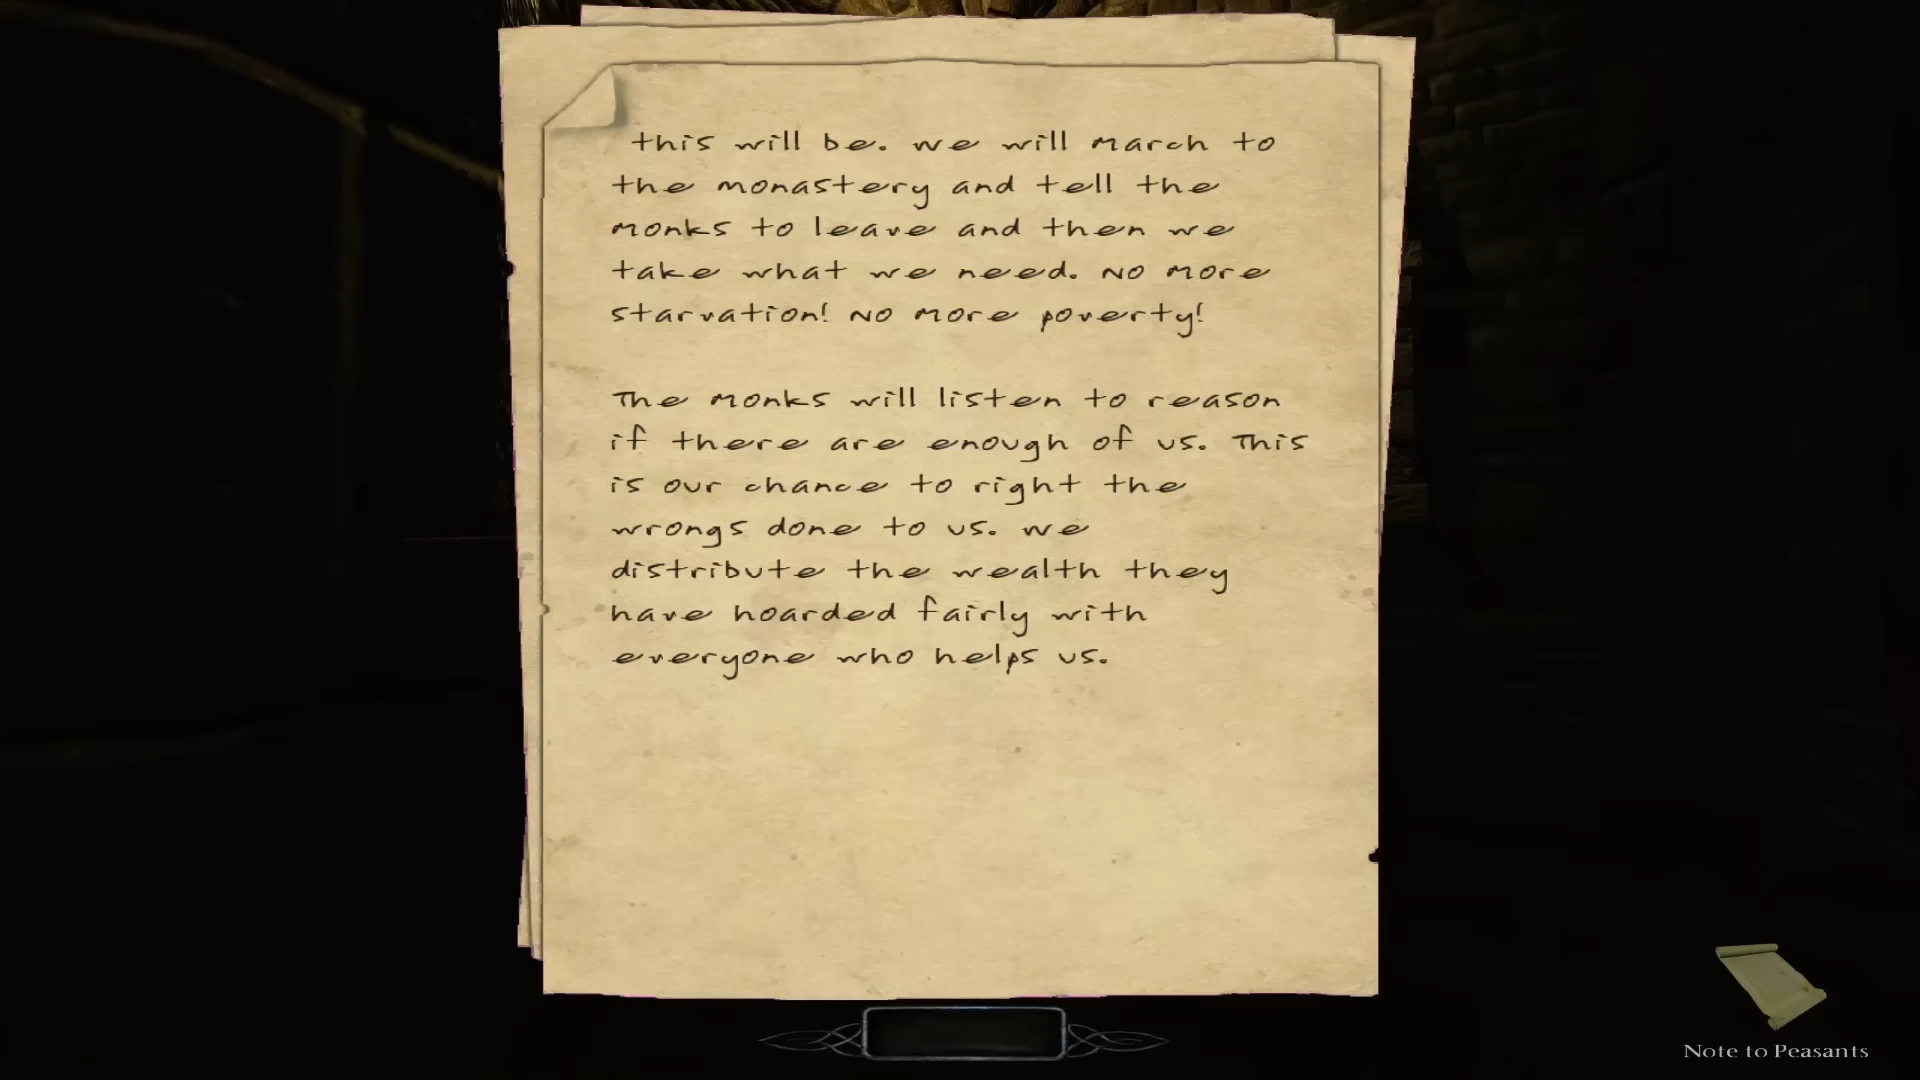 this will be. We will march to
the monastery and tell the
monks to leave and then we
take what we need. No more
starvation! No more poverty!
The monks will listen to reason
if there are enough of us. This
is our chance to right the
wrongs done to us. We
distribute the wealth they
have hoarded fairly with
everyone who helps us.
Note to Peasants